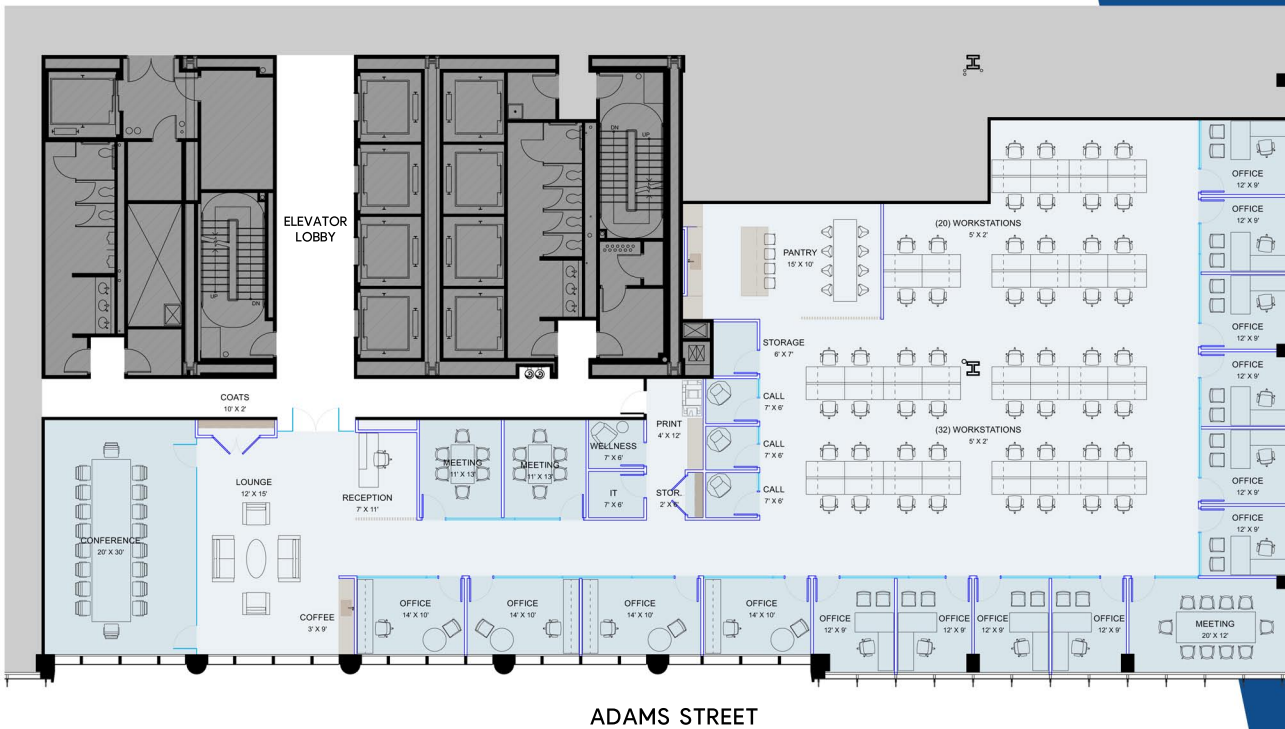 DN
UP
ELEVATOR
LOBBY
UP
DN
OFFICE
12' X 9'
OFFICE
12' X 9'
(20) WORKSTATIONS
5' X 2'
PANTRY
15' X 10'
OFFICE
12' X 9'
STORAGE
6' X 7'
OFFICE
12' X 9'
COATS
10' X 2'
CALL
7' X 6'
PRINT
4' X 12'
(32) WORKSTATIONS
5' X 2'
WELLNESS
7' X 6'
CALL
7' X 6'
MEETING
11' X 13'
MEETING
11' X 13'
OFFICE
12' X 9'
LOUNGE
12' X 15'
RECEPTION
7' X 11'
IT
7' X 6'
STOR.
2' X 6'
CALL
7' X 6'
OFFICE
12' X 9'
CONFERENCE
20' X 30'
COFFEE
3' X 9'
OFFICE
14' X 10'
OFFICE
14' X 10'
OFFICE
14' X 10'
OFFICE
14' X 10'
OFFICE
12' X 9'
OFFICE
12' X 9'
OFFICE
12' X 9'
OFFICE
12' X 9'
MEETING
20' X 12'
ADAMS STREET